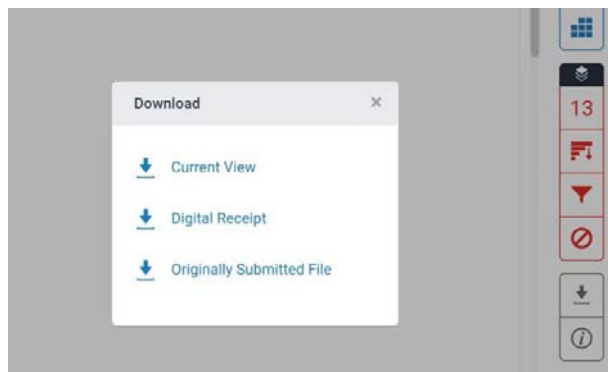 Download
Current View
Digital Receipt
Originally Submitted File
13